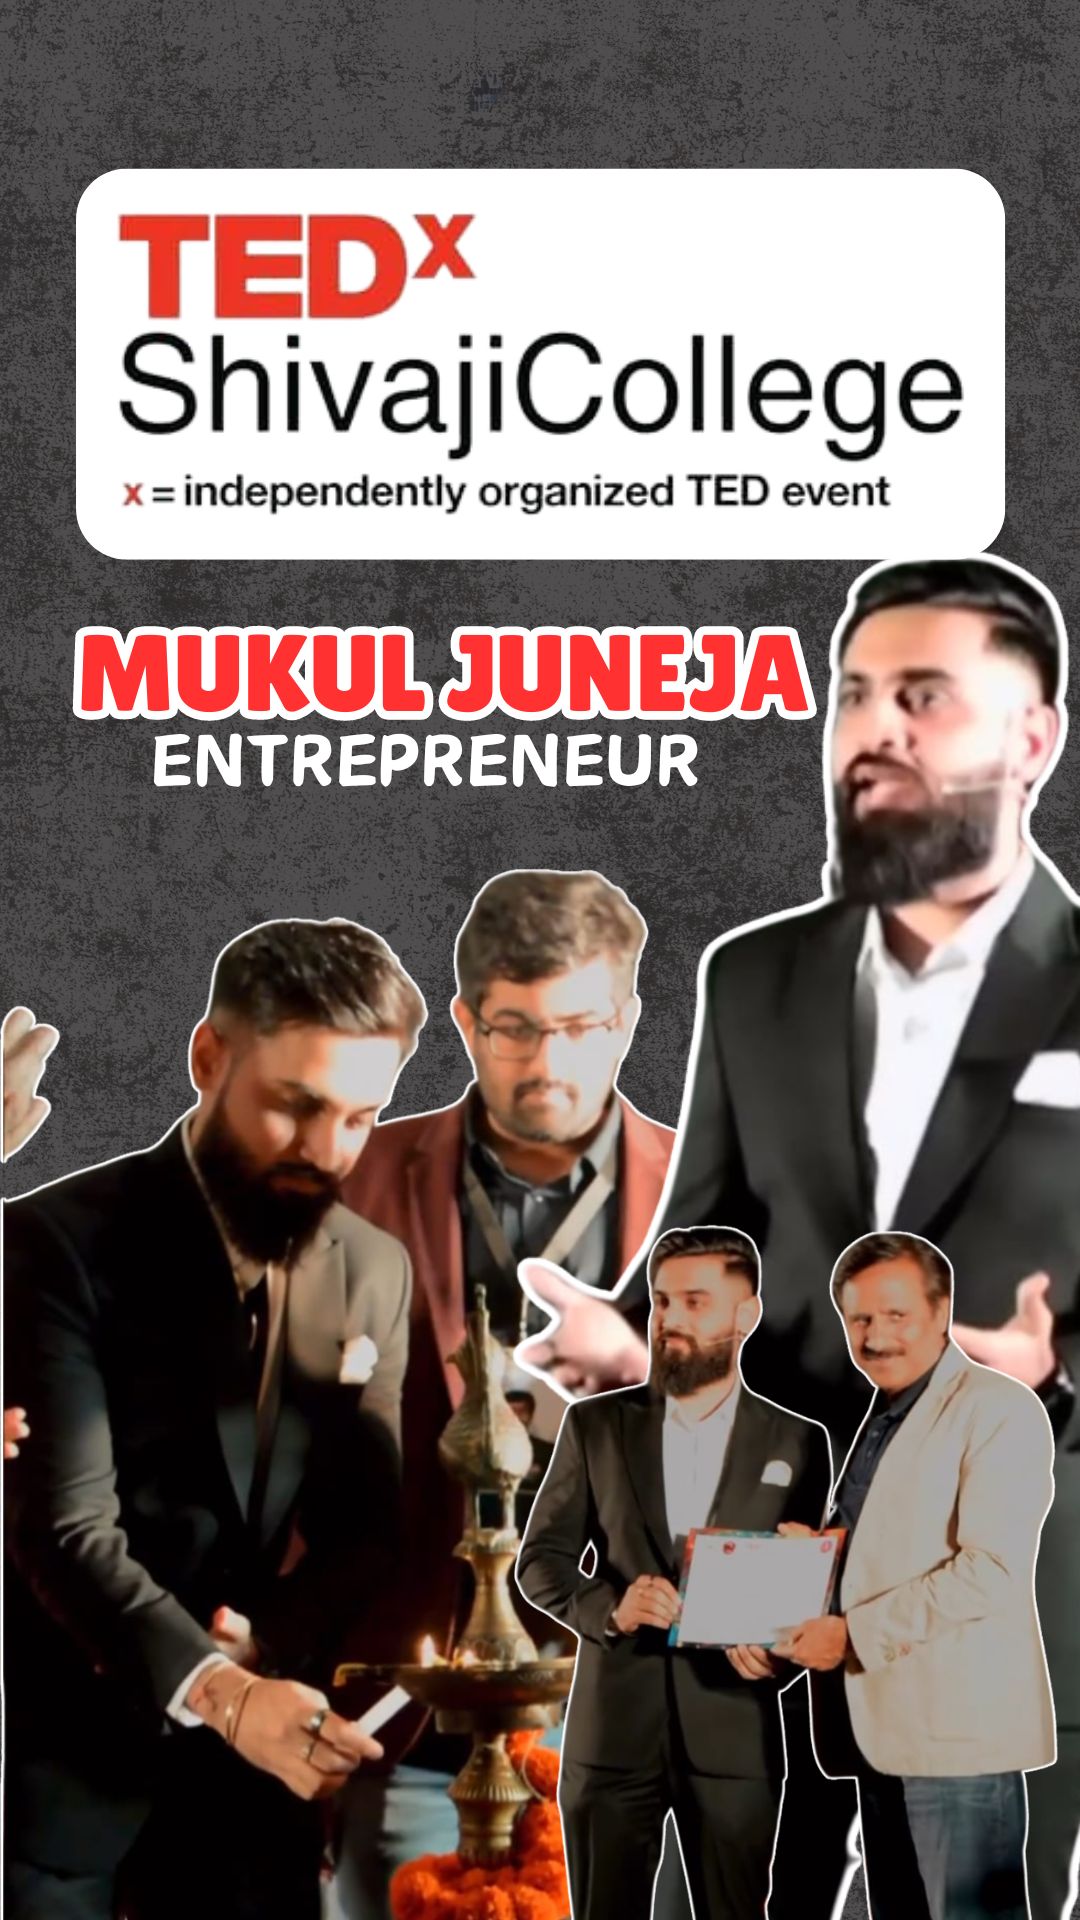 TEDx
ShivajiCollege
x = independently organized TED event
MUKUL JUNEJA
ENTREPRENEUR